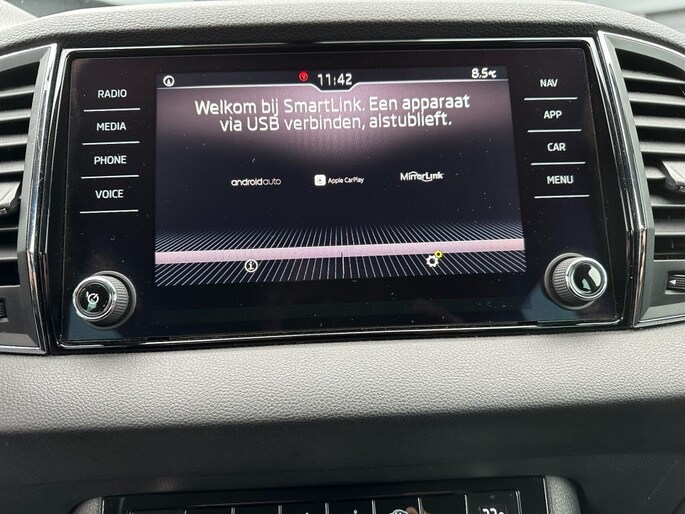 11:42
8.5°C
RADIO
MEDIA
PHONE
VOICE
Welkom bij SmartLink. Een apparaat
via USB verbinden, alstublieft.
androidauto
Apple CarPlay
MirrorLink
NAV
APP
CAR
MENU